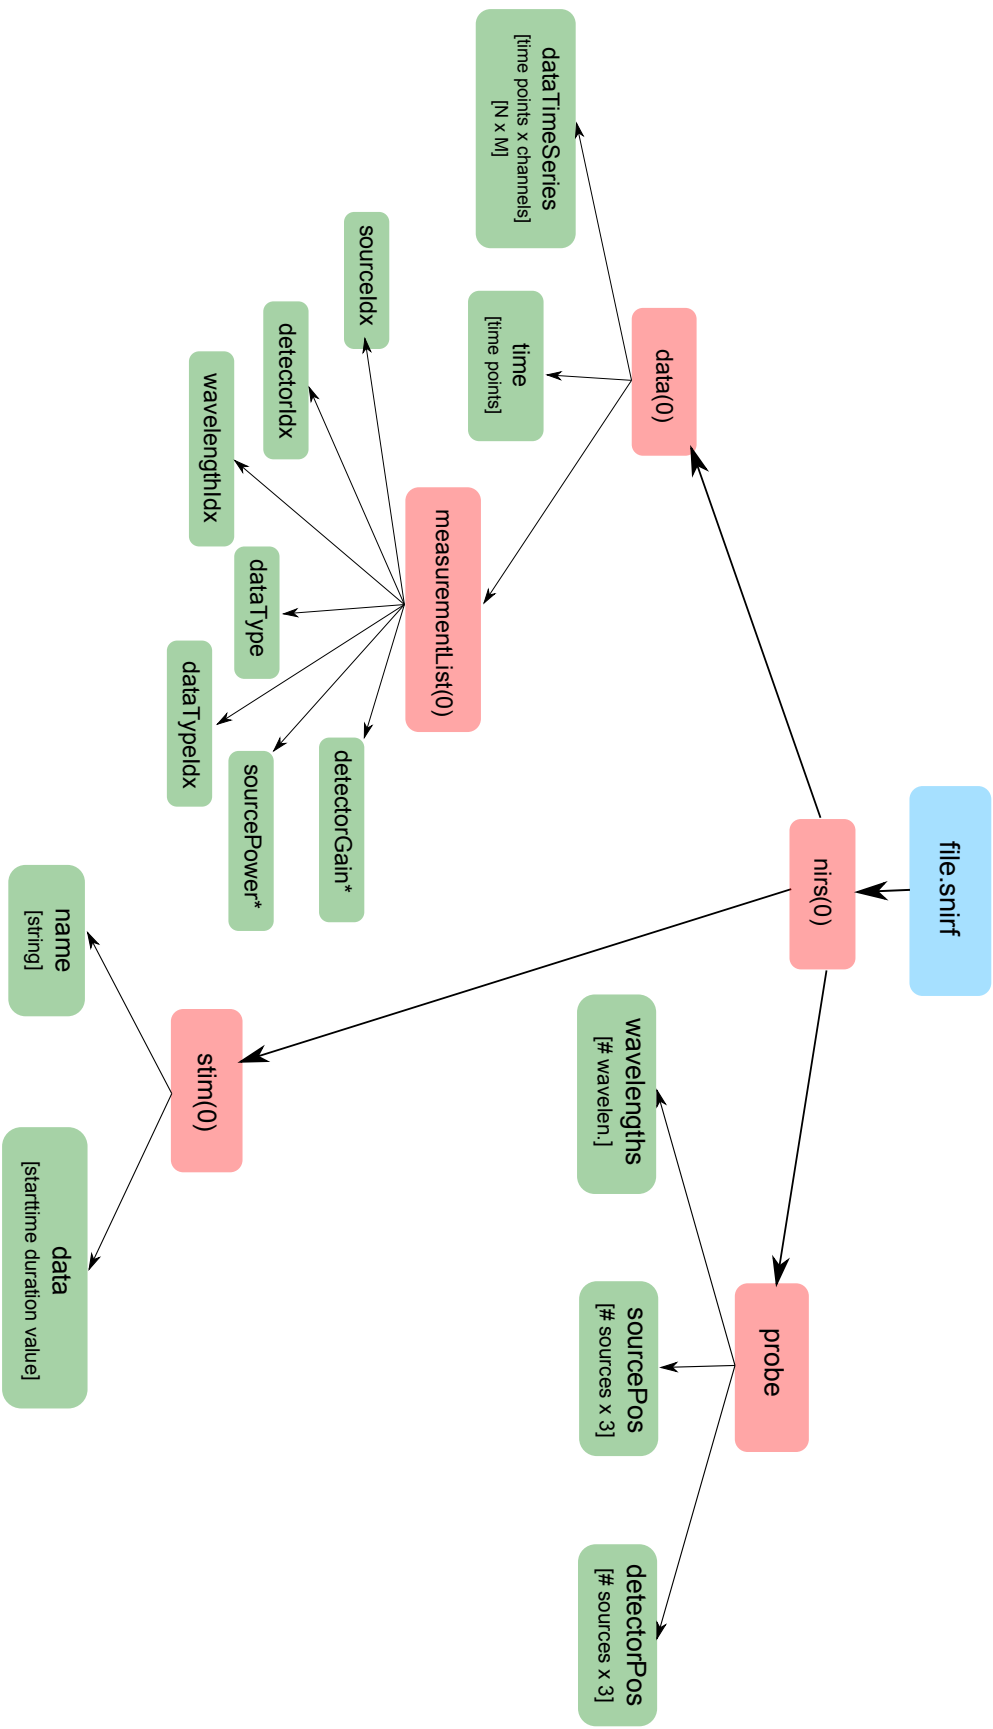 file.snirf
nirs(0)
data(0)
probe
dataTimeSeries
[time points x channels]
[N x M]
time
[time points]
wavelengths
[# wavelen.]
sourcePos
[# sources x 3]
detectorPos
[# sources x 3]
measurementList(0)
sourceIdx
detectorIdx
wavelengthIdx
dataType
dataTypeIdx
sourcePower*
detectorGain*
stim(0)
name
[string]
data
[starttime duration value]